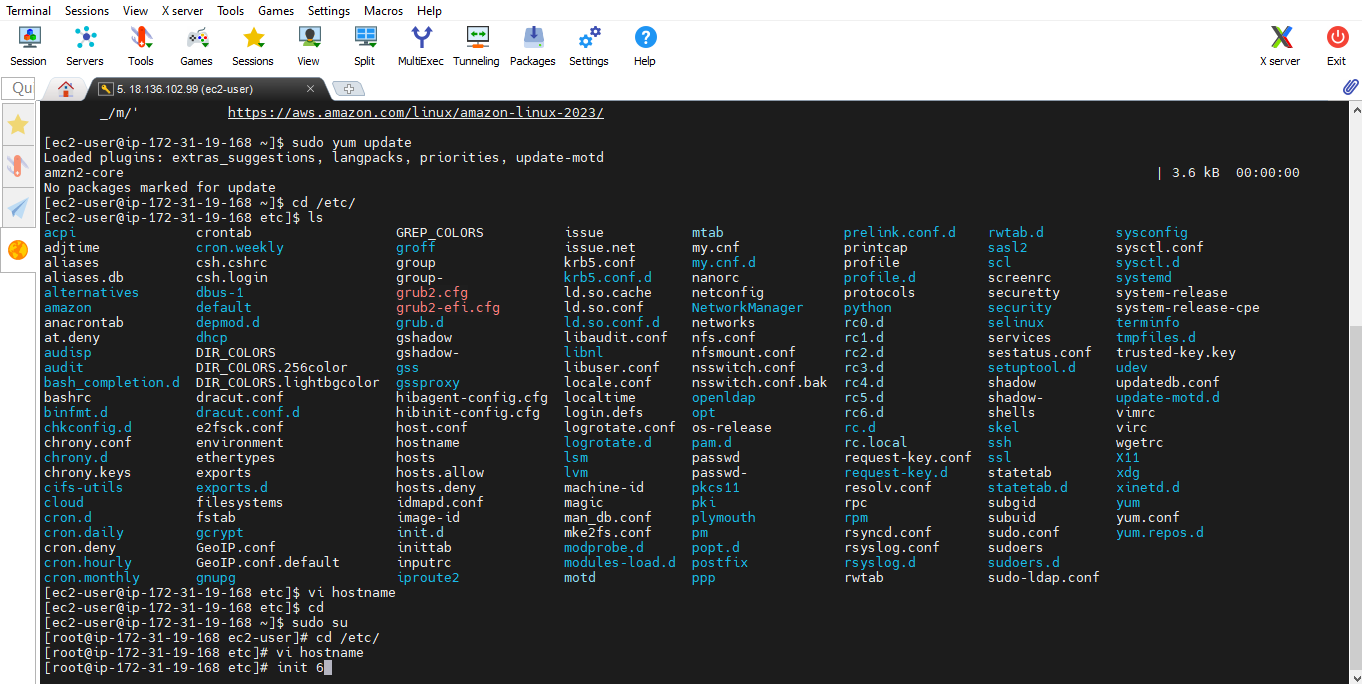 Terminal Sessions View X server Tools Games Settings Macros Help
Session Servers Tools Games Sessions View Split MultiExec Tunneling Packages Settings Help X server Exit
Qu 5. 18.136.102.99 (ec2-user)
_/m/' https://aws.amazon.com/linux/amazon-linux-2023/
[ec2-user@ip-172-31-19-168 ~]$ sudo yum update
Loaded plugins: extras_suggestions, langpacks, priorities, update-motd
amzn2-core | 3.6 kB 00:00:00
No packages marked for update
[ec2-user@ip-172-31-19-168 ~]$ cd /etc/
[ec2-user@ip-172-31-19-168 etc]$ ls
acpi crontab GREP_COLORS issue mtab prelink.conf.d rwtab.d sysconfig
adjtime cron.weekly groff issue.net my.cnf printcap sasl2 sysctl.conf
aliases csh.cshrc group krb5.conf my.cnf.d profile scl sysctl.d
aliases.db csh.login group- krb5.conf.d nanorc profile.d screenrc systemd
alternatives dbus-1 grub2.cfg ld.so.cache netconfig protocols securetty system-release
amazon default grub2-efi.cfg ld.so.conf NetworkManager python security system-release-cpe
anacrontab depmod.d grub.d ld.so.conf.d networks rc0.d selinux terminfo
at.deny dhcp gshadow libaudit.conf nfs.conf rc1.d services tmpfiles.d
audisp DIR_COLORS gshadow- libnl nfsmount.conf rc2.d sestatus.conf trusted-key.key
audit DIR_COLORS.256color gss libuser.conf nsswitch.conf rc3.d setuptool.d udev
bash_completion.d DIR_COLORS.lightbgcolor gssproxy locale.conf nsswitch.conf.bak rc4.d shadow updatedb.conf
bashrc dracut.conf hibagent-config.cfg localtime openldap rc5.d shadow- update-motd.d
binfmt.d dracut.conf.d hibinit-config.cfg login.defs opt rc6.d shells vimrc
chkconfig.d e2fsck.conf host.conf logrotate.conf os-release rc.d skel virc
chrony.conf environment hostname logrotate.d pam.d rc.local ssh wgetrc
chrony.d ethertypes hosts lsm passwd request-key.conf ssl X11
chrony.keys exports hosts.allow lvm passwd- request-key.d statetab xdg
cifs-utils exports.d hosts.deny machine-id pkcs11 resolv.conf statetab.d xinetd.d
cloud filesystems idmapd.conf magic pki rpc subgid yum
cron.d fstab image-id man_db.conf plymouth rpm subuid yum.conf
cron.daily gcrypt init.d mke2fs.conf pm rsyncd.conf sudo.conf yum.repos.d
cron.deny GeoIP.conf inittab modprobe.d popt.d rsyslog.conf sudoers
cron.hourly GeoIP.conf.default inputrc modules-load.d postfix rsyslog.d sudoers.d
cron.monthly gnupg iproute2 motd ppp rwtab sudo-ldap.conf
[ec2-user@ip-172-31-19-168 etc]$ vi hostname
[ec2-user@ip-172-31-19-168 etc]$ cd
[ec2-user@ip-172-31-19-168 ~]$ sudo su
[root@ip-172-31-19-168 ec2-user]# cd /etc/
[root@ip-172-31-19-168 etc]# vi hostname
[root@ip-172-31-19-168 etc]# init 6